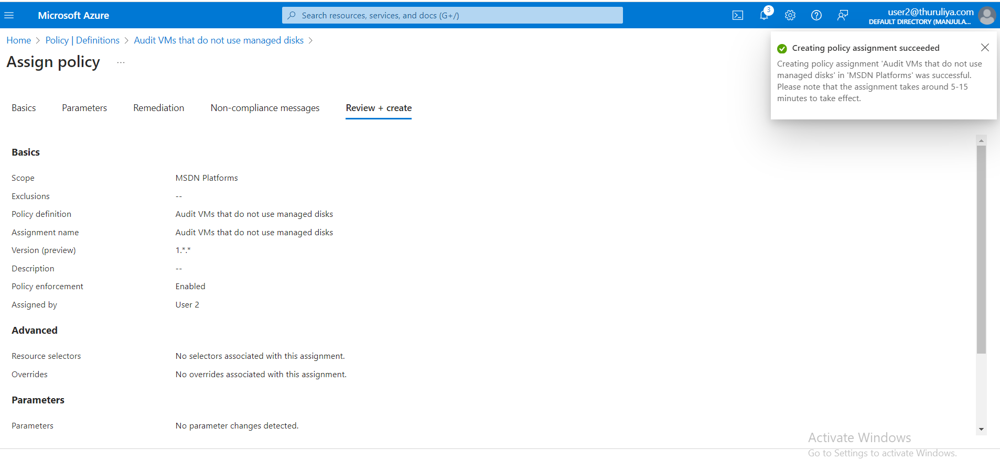 Microsoft Azure
Search resources, services, and docs (G+/)
3
user2@thuruliya.com
DEFAULT DIRECTORY (MANJULA...
Home > Policy | Definitions > Audit VMs that do not use managed disks >
Assign policy ...
Creating policy assignment succeeded
Creating policy assignment 'Audit VMs that do not use
managed disks' in 'MSDN Platforms' was successful.
Please note that the assignment takes around 5-15
minutes to take effect.
Basics Parameters Remediation Non-compliance messages Review + create
Basics
Scope MSDN Platforms
Exclusions --
Policy definition Audit VMs that do not use managed disks
Assignment name Audit VMs that do not use managed disks
Version (preview) 1.*.*
Description --
Policy enforcement Enabled
Assigned by User 2
Advanced
Resource selectors No selectors associated with this assignment.
Overrides No overrides associated with this assignment.
Parameters
Parameters No parameter changes detected.
Activate Windows
Go to Settings to activate Windows.